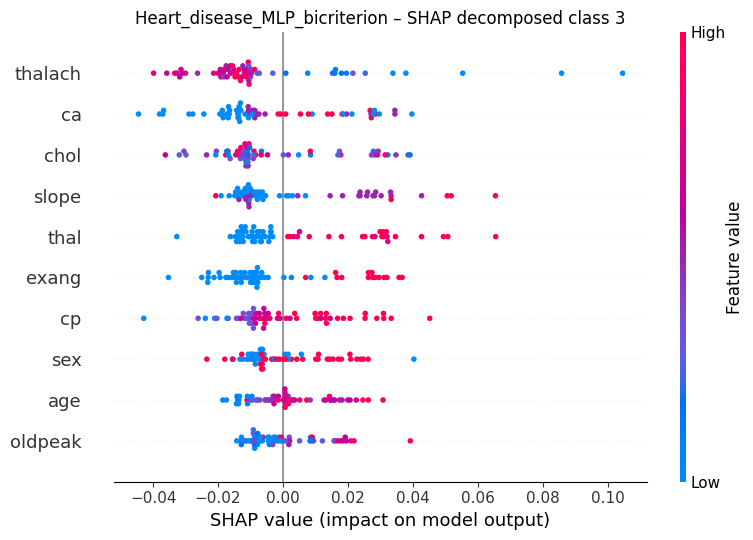 Heart_disease_MLP_bicriterion – SHAP decomposed class 3
High
thalach
ca
chol
slope
thal
exang
cp
sex
age
oldpeak
Feature value
Low
−0.04 −0.02 0.00 0.02 0.04 0.06 0.08 0.10
SHAP value (impact on model output)